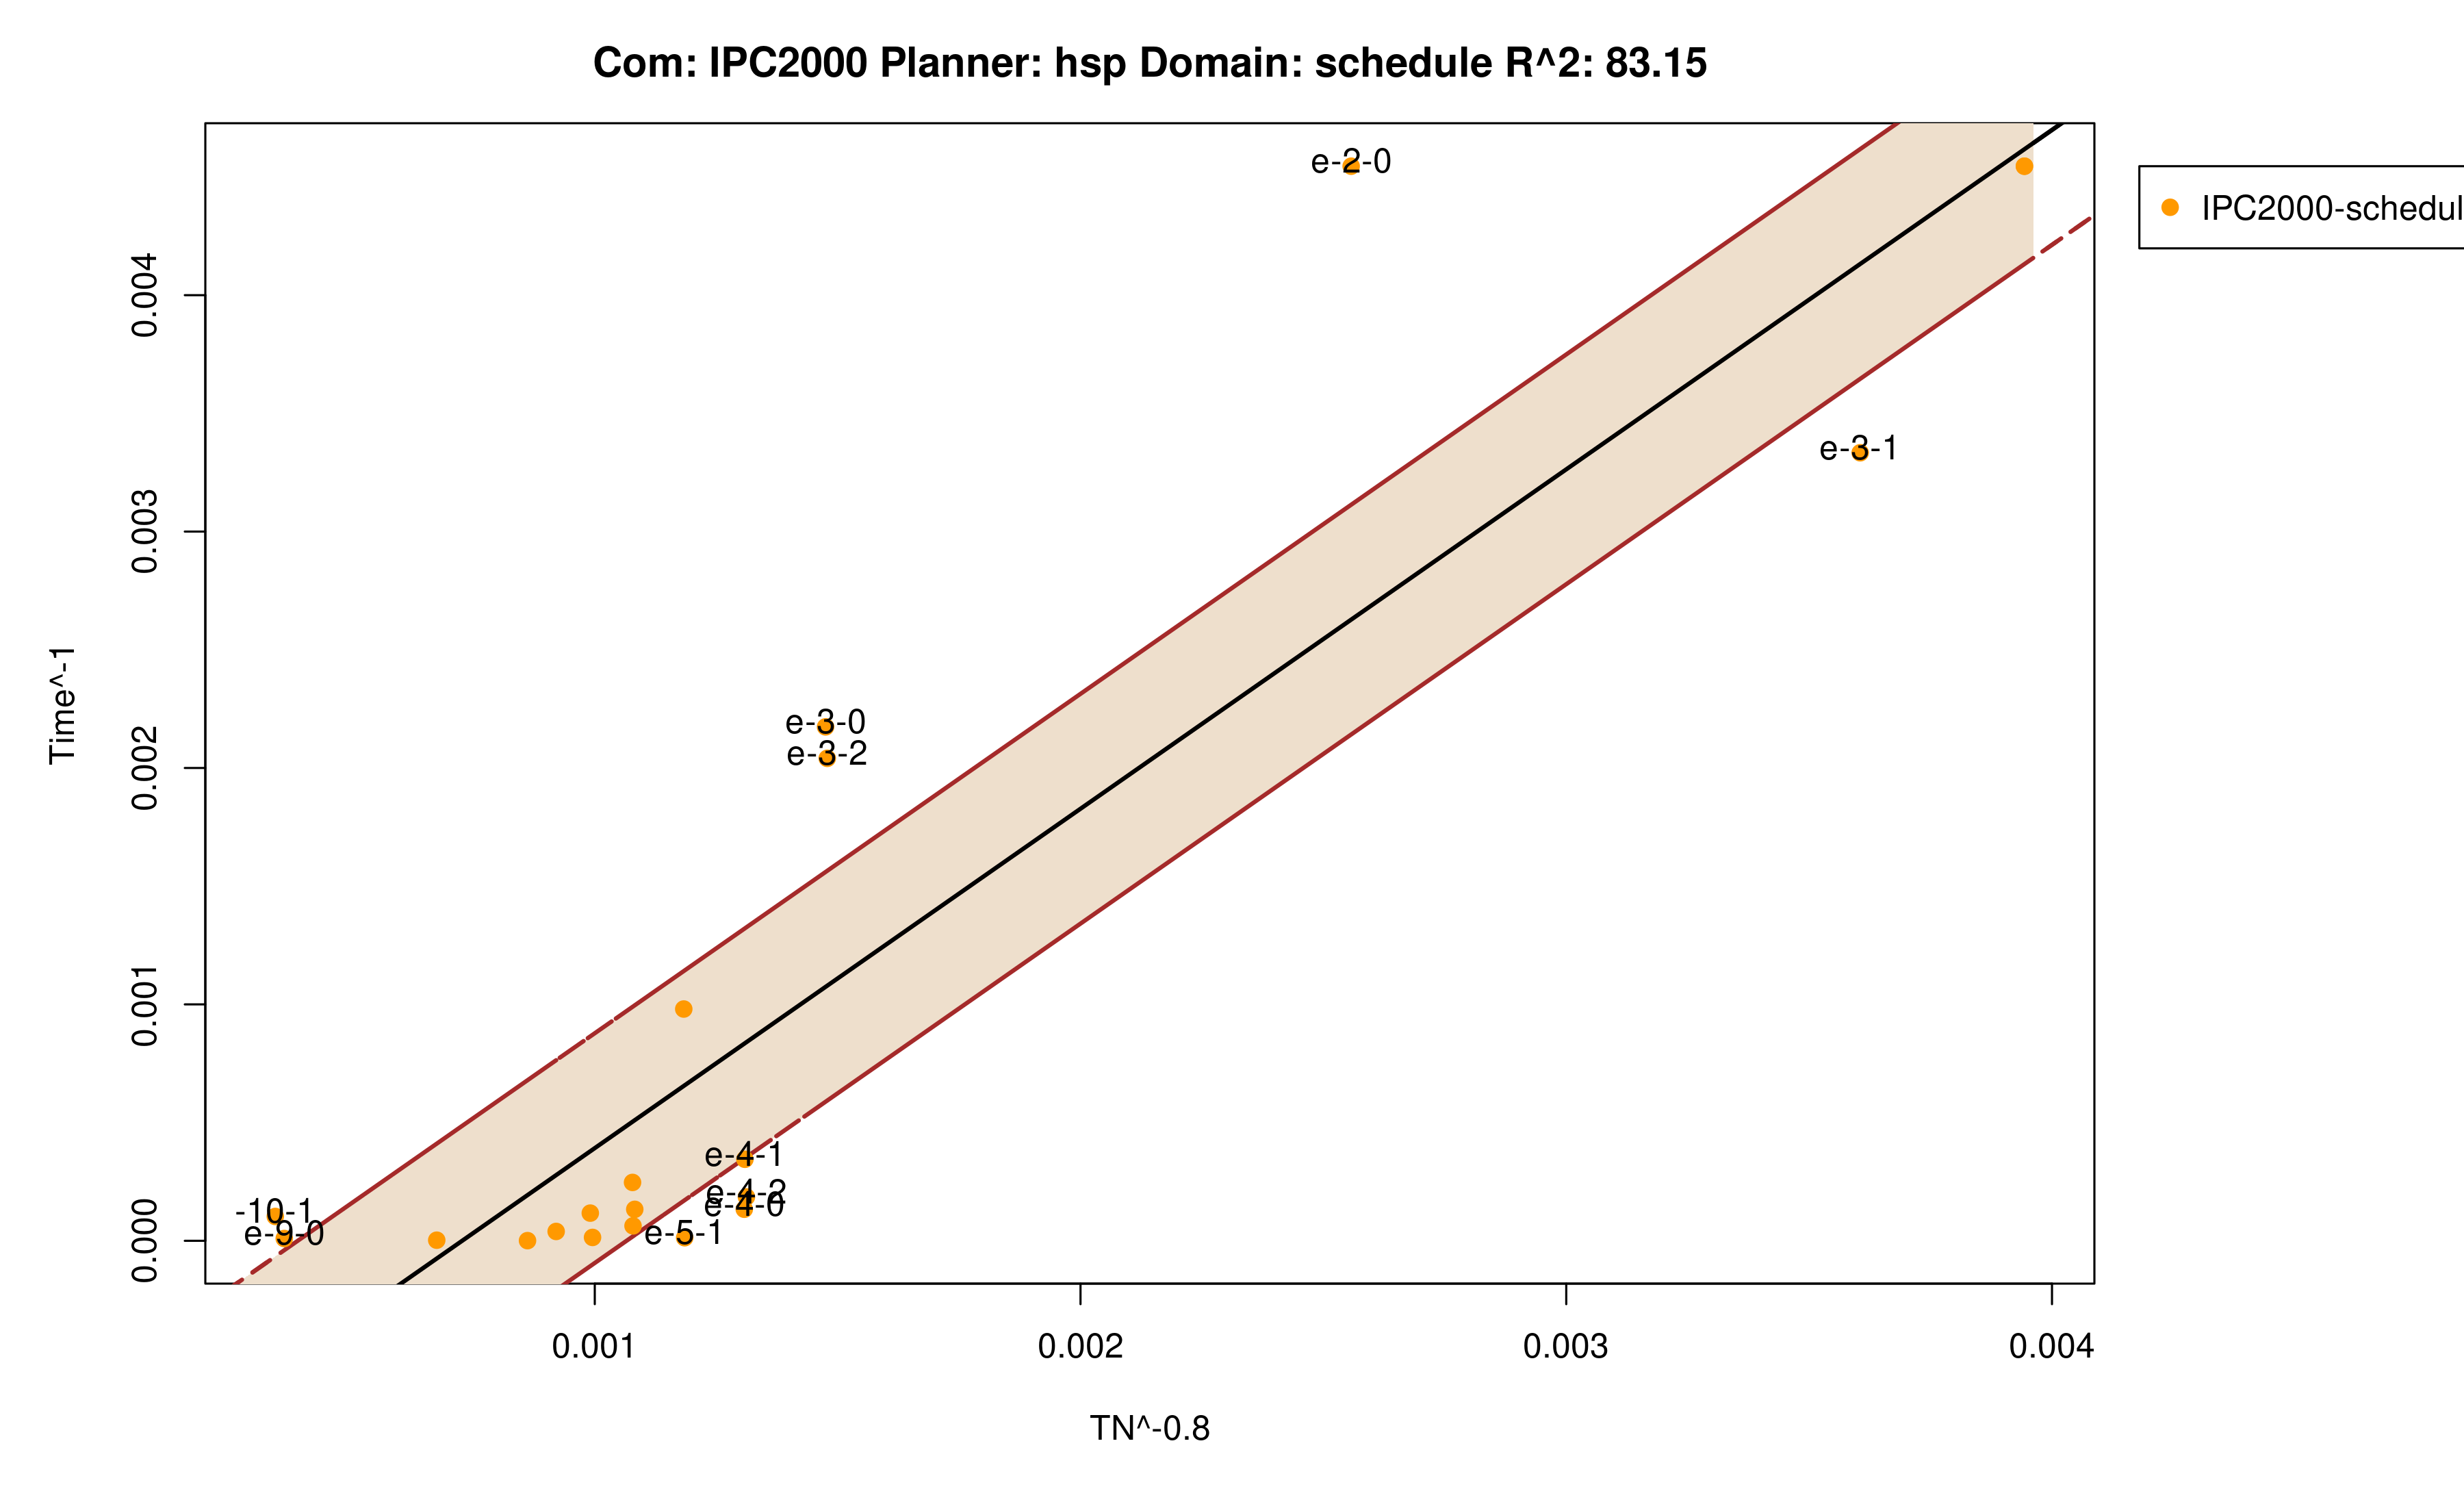 Com: IPC2000 Planner: hsp Domain: schedule R^2: 83.15
e-2-0
IPC2000-schedul
0.004
e-3-1
0.003
Time^-1
e-3-0
0.002
e-3-2
0.001
e-4-1
e-4-2
-10-1
e-4-0
e-9-0
e-5-1
0.000
0.001
0.002
0.003
0.004
TN^-0.8